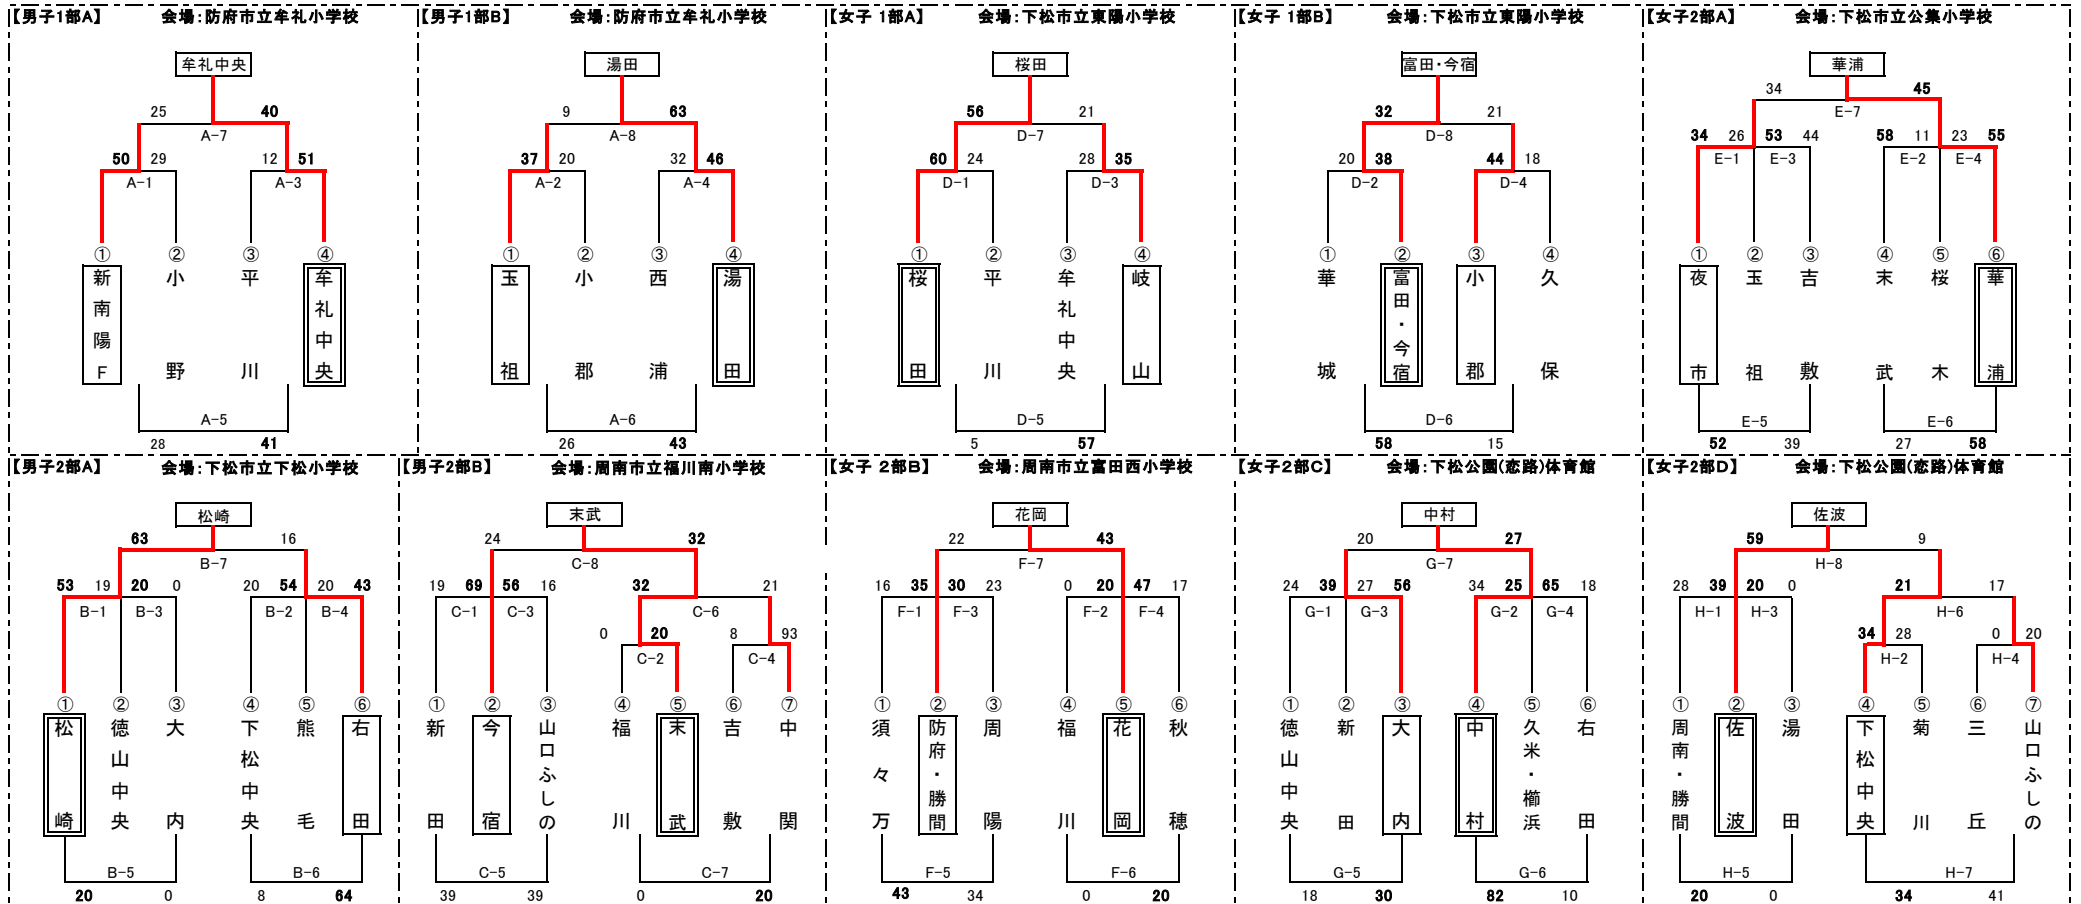 【男子1部A】 会場：防府市立牟礼小学校
牟礼中央
25 40
A-7
50 29 12 51
A-1 A-3
① ② ③ ④
新南陽F 小野 平川 牟礼中央
A-5
28 41
【男子1部B】 会場：防府市立牟礼小学校
湯田
9 63
A-8
37 20 32 46
A-2 A-4
① ② ③ ④
玉祖 小郡 西浦 湯田
A-6
26 43
【女子 1部A】 会場：下松市立東陽小学校
桜田
56 21
D-7
60 24 28 35
D-1 D-3
① ② ③ ④
桜田 平川 牟礼中央 岐山
D-5
5 57
【女子 1部B】 会場：下松市立東陽小学校
富田・今宿
32 21
D-8
20 38 44 18
D-2 D-4
① ② ③ ④
華城 富田・今宿 小郡 久保
D-6
58 15
【女子2部A】 会場：下松市立公集小学校
華浦
34 45
E-7
34 26 53 44 58 11 23 55
E-1 E-3 E-2 E-4
① ② ③ ④ ⑤ ⑥
夜市 玉祖 吉敷 末武 桜木 華浦
E-5 E-6
52 39 27 58
【男子2部A】 会場：下松市立下松小学校
松崎
63 16
B-7
53 19 20 0 20 54 20 43
B-1 B-3 B-2 B-4
① ② ③ ④ ⑤ ⑥
松崎 徳山中央 大内 下松中央 熊毛 右田
B-5 B-6
20 0 8 64
【男子2部B】 会場：周南市立福川南小学校
末武
24 32
C-8
19 69 56 16 32 21
C-1 C-3 C-6
0 20 8 93
C-2 C-4
① ② ③ ④ ⑤ ⑥ ⑦
新田 今宿 山口ふしの 福川 末武 吉敷 中関
C-5 C-7
39 39 0 20
【女子 2部B】 会場：周南市立富田西小学校
花岡
22 43
F-7
16 35 30 23 0 20 47 17
F-1 F-3 F-2 F-4
① ② ③ ④ ⑤ ⑥
須々万 防府・勝間 周陽 福川 花岡 秋穂
F-5 F-6
43 34 0 20
【女子2部C】 会場：下松公園(恋路)体育館
中村
20 27
G-7
24 39 27 56 34 25 65 18
G-1 G-3 G-2 G-4
① ② ③ ④ ⑤ ⑥
徳山中央 新田 大内 中村 久米・櫛浜 右田
G-5 G-6
18 30 82 10
【女子2部D】 会場：下松公園(恋路)体育館
佐波
59 9
H-8
28 39 20 0 21 17
H-1 H-3 H-6
34 28 0 20
H-2 H-4
① ② ③ ④ ⑤ ⑥ ⑦
周南・勝間 佐波 湯田 下松中央 菊川 三丘 山口ふしの
H-5 H-7
20 0 34 41